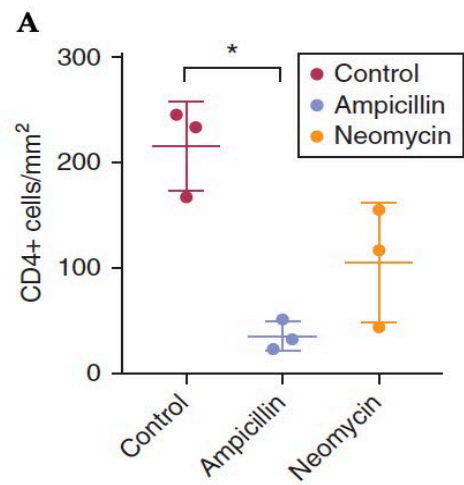 A
300
*
Control
Ampicillin
Neomycin
200
CD4+ cells/mm²
100
0
Control
Ampicillin
Neomycin